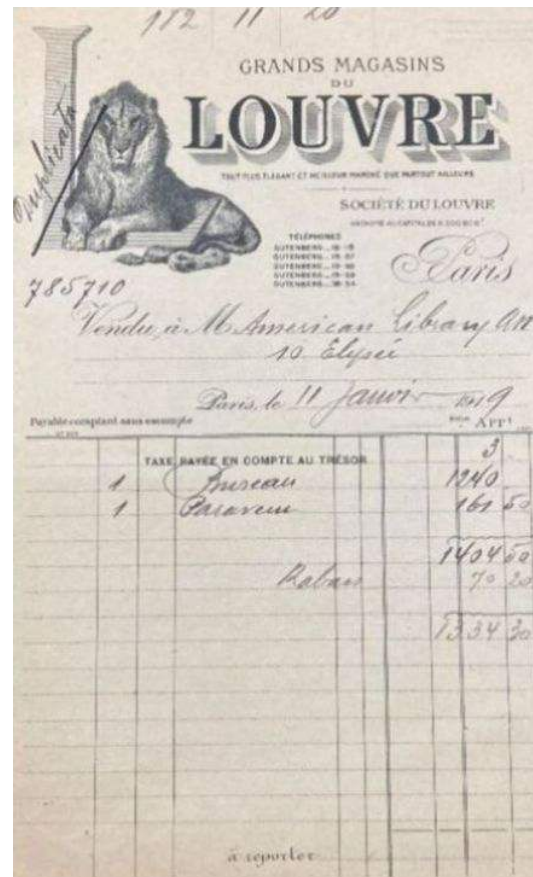 182 11 20
Duplicata
GRANDS MAGASINS
DU
LOUVRE
TOUT PLUS ÉLÉGANT ET MEILLEUR MARCHÉ QUE PARTOUT AILLEURS
SOCIÉTÉ DU LOUVRE
TÉLÉPHONES
GUTENBERG
GUTENBERG
GUTENBERG
GUTENBERG
GUTENBERG
Paris
785710
Vendu, à M American Library Ass
10 Elysée
Paris, le 11 Janvier 1919
Payable comptant sans escompte
ARRt
TAXE PAYÉE EN COMPTE AU TRÉSOR 3
1 Bureau 1240
1 Paravent 161 50
1404 50
Rabais 70 20
1334 30
à reporter